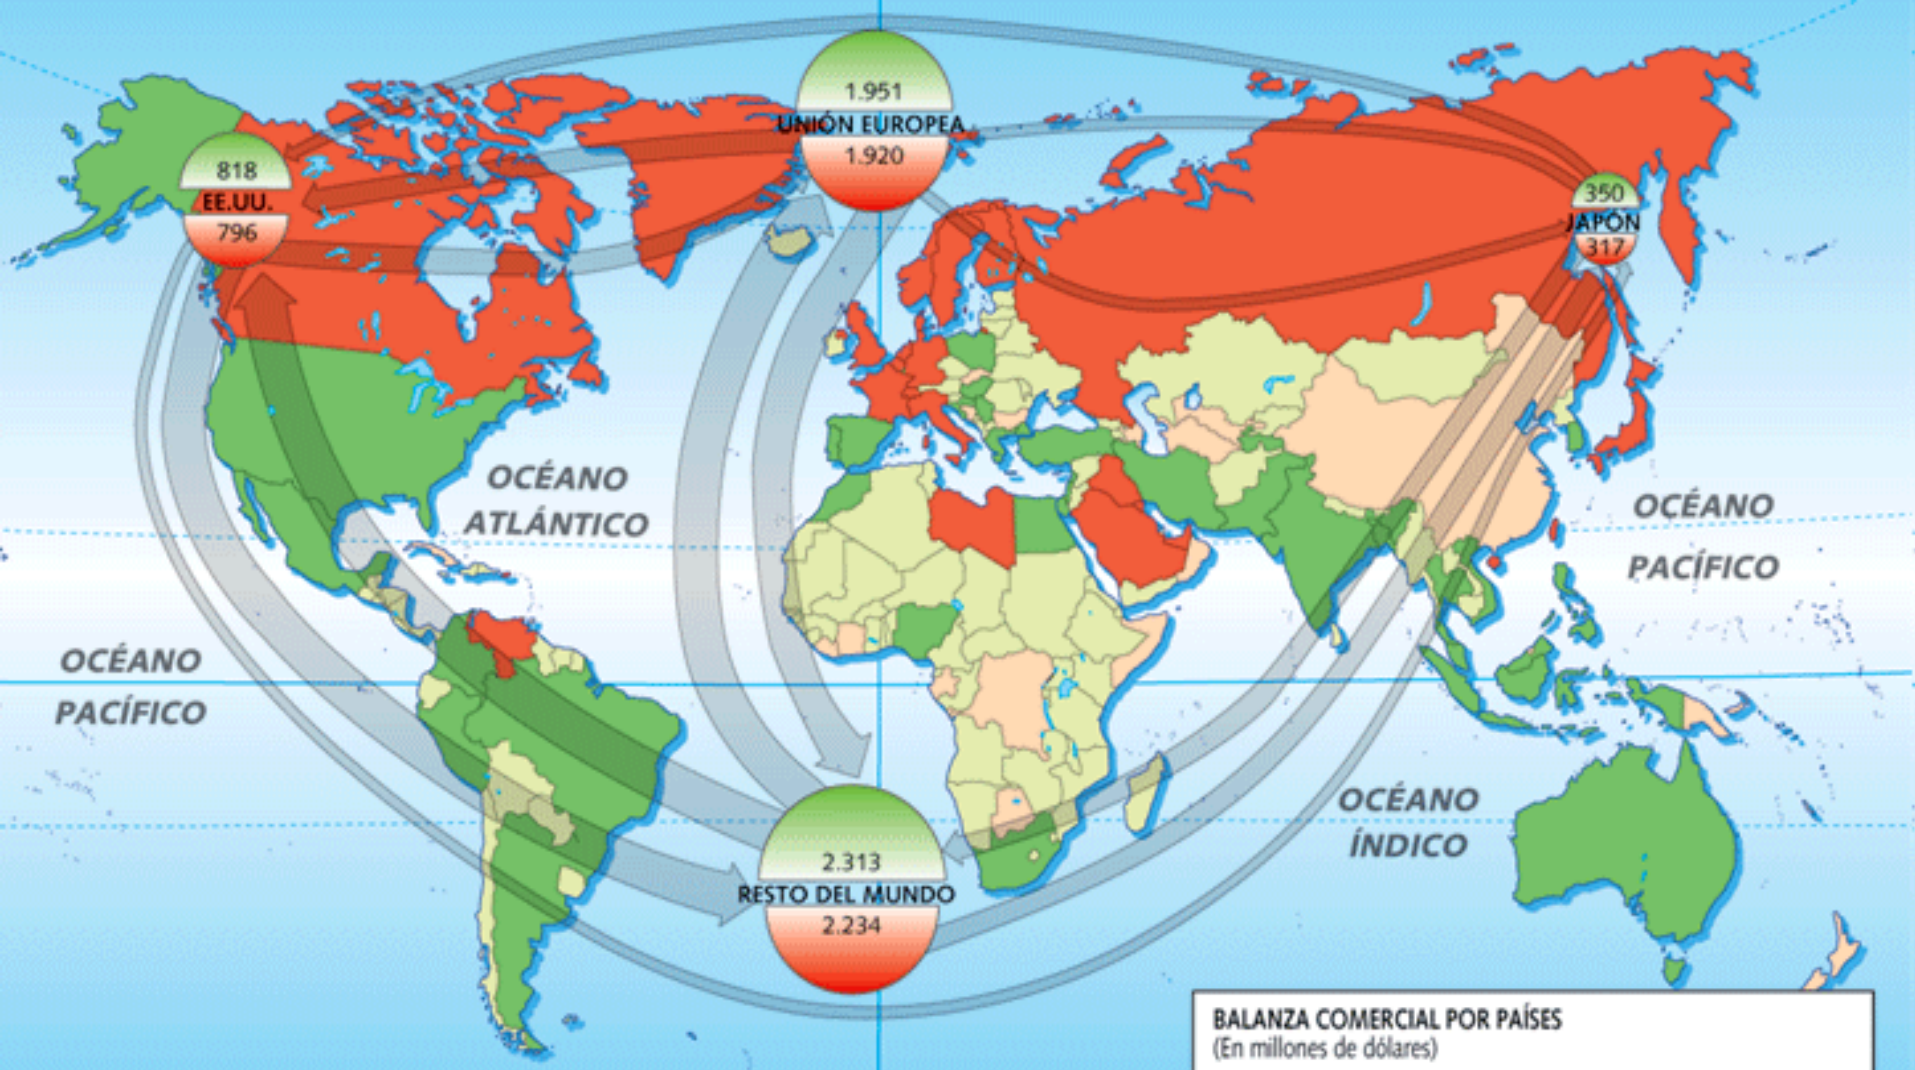 1.951
UNIÓN EUROPEA
1.920
818
EE.UU.
796
350
JAPÓN
317
OCÉANO
ATLÁNTICO
OCÉANO
PACÍFICO
OCÉANO
PACÍFICO
OCÉANO
ÍNDICO
2.313
RESTO DEL MUNDO
2.234
BALANZA COMERCIAL POR PAÍSES
(En millones de dólares)